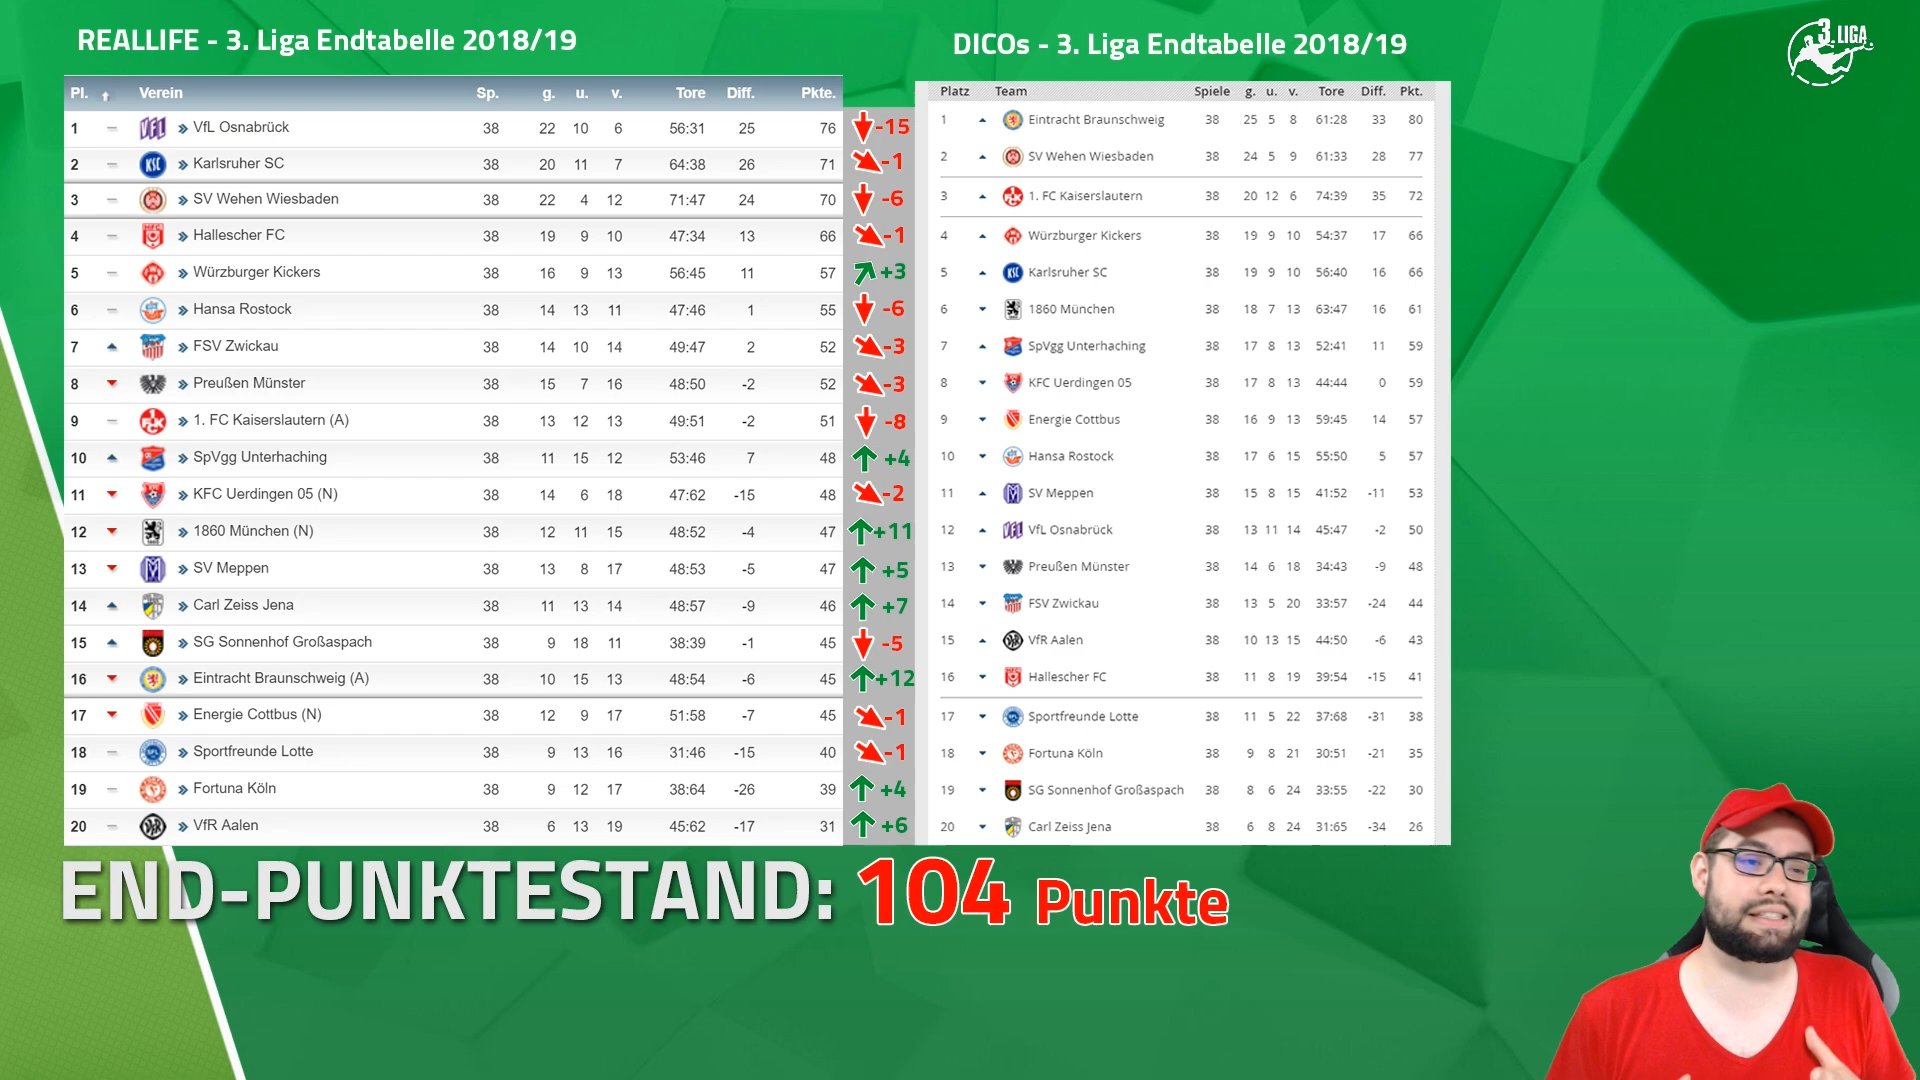 REALLIFE - 3. Liga Endtabelle 2018/19
Pl. Verein Sp. g. u. v. Tore Diff. Pkte.
1 VfL Osnabrück 38 22 10 6 56:31 25 76
2 Karlsruher SC 38 20 11 7 64:38 26 71
3 SV Wehen Wiesbaden 38 22 4 12 71:47 24 70
4 Hallescher FC 38 19 9 10 47:34 13 66
5 Würzburger Kickers 38 16 9 13 56:45 11 57
6 Hansa Rostock 38 14 13 11 47:46 1 55
7 FSV Zwickau 38 14 10 14 49:47 2 52
8 Preußen Münster 38 15 7 16 48:50 -2 52
9 1. FC Kaiserslautern (A) 38 13 12 13 49:51 -2 51
10 SpVgg Unterhaching 38 11 15 12 53:46 7 48
11 KFC Uerdingen 05 (N) 38 14 6 18 47:62 -15 48
12 1860 München (N) 38 12 11 15 48:52 -4 47
13 SV Meppen 38 13 8 17 48:53 -5 47
14 Carl Zeiss Jena 38 11 13 14 48:57 -9 46
15 SG Sonnenhof Großaspach 38 9 18 11 38:39 -1 45
16 Eintracht Braunschweig (A) 38 10 15 13 48:54 -6 45
17 Energie Cottbus (N) 38 12 9 17 51:58 -7 45
18 Sportfreunde Lotte 38 9 13 16 31:46 -15 40
19 Fortuna Köln 38 9 12 17 38:64 -26 39
20 VfR Aalen 38 6 13 19 45:62 -17 31
-15
-1
-6
-1
+3
-6
-3
-3
-8
+4
-2
+11
+5
+7
-5
+12
-1
-1
+4
+6
DICOs - 3. Liga Endtabelle 2018/19
Platz Team Spiele g. u. v. Tore Diff. Pkt.
1 Eintracht Braunschweig 38 25 5 8 61:28 33 80
2 SV Wehen Wiesbaden 38 24 5 9 61:33 28 77
3 1. FC Kaiserslautern 38 20 12 6 74:39 35 72
4 Würzburger Kickers 38 19 9 10 54:37 17 66
5 Karlsruher SC 38 19 9 10 56:40 16 66
6 1860 München 38 18 7 13 63:47 16 61
7 SpVgg Unterhaching 38 17 8 13 52:41 11 59
8 KFC Uerdingen 05 38 17 8 13 44:44 0 59
9 Energie Cottbus 38 16 9 13 59:45 14 57
10 Hansa Rostock 38 17 6 15 55:50 5 57
11 SV Meppen 38 15 8 15 41:52 -11 53
12 VfL Osnabrück 38 13 11 14 45:47 -2 50
13 Preußen Münster 38 14 6 18 34:43 -9 48
14 FSV Zwickau 38 13 5 20 33:57 -24 44
15 VfR Aalen 38 10 13 15 44:50 -6 43
16 Hallescher FC 38 11 8 19 39:54 -15 41
17 Sportfreunde Lotte 38 11 5 22 37:68 -31 38
18 Fortuna Köln 38 9 8 21 30:51 -21 35
19 SG Sonnenhof Großaspach 38 8 6 24 33:55 -22 30
20 Carl Zeiss Jena 38 6 8 24 31:65 -34 26
3. LIGA
END-PUNKTESTAND: 104 Punkte